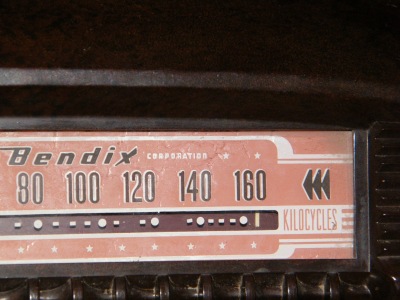 Bendix CORPORATION
80 100 120 140 160
KILOCYCLES